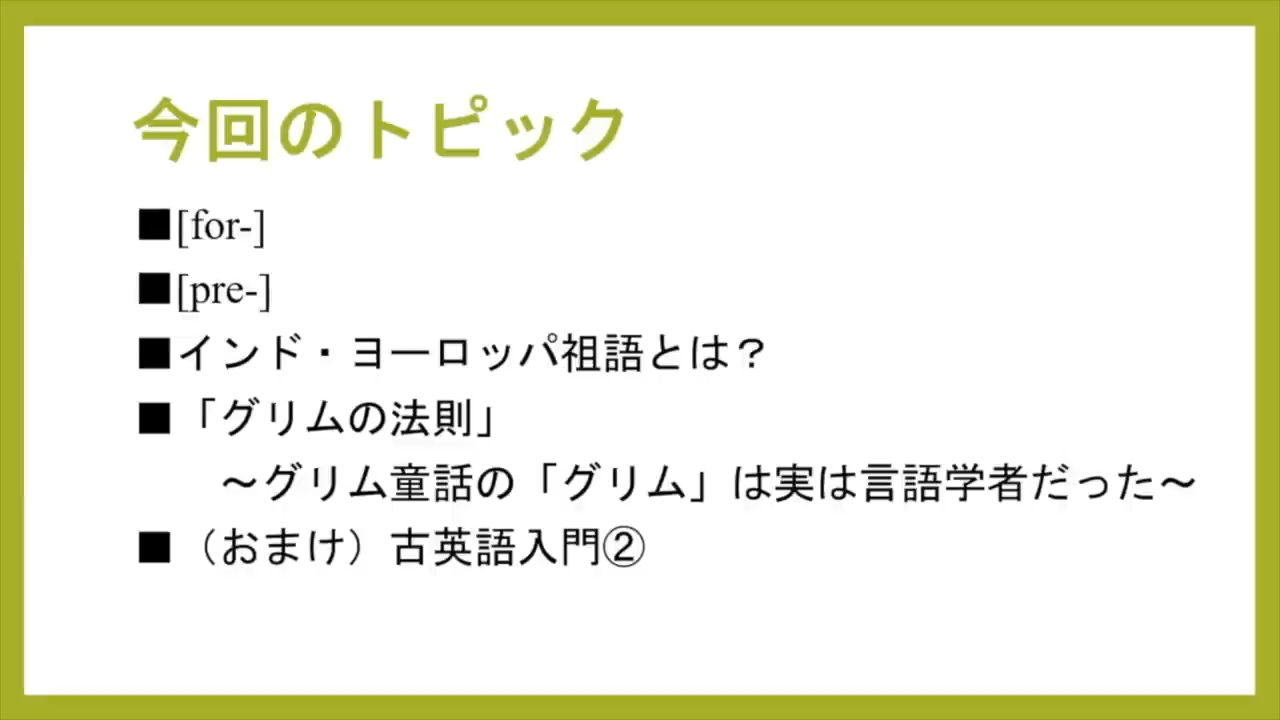 今回のトピック
■[for-]
■[pre-]
■インド・ヨーロッパ祖語とは？
■「グリムの法則」
～グリム童話の「グリム」は実は言語学者だった～
■（おまけ）古英語入門②